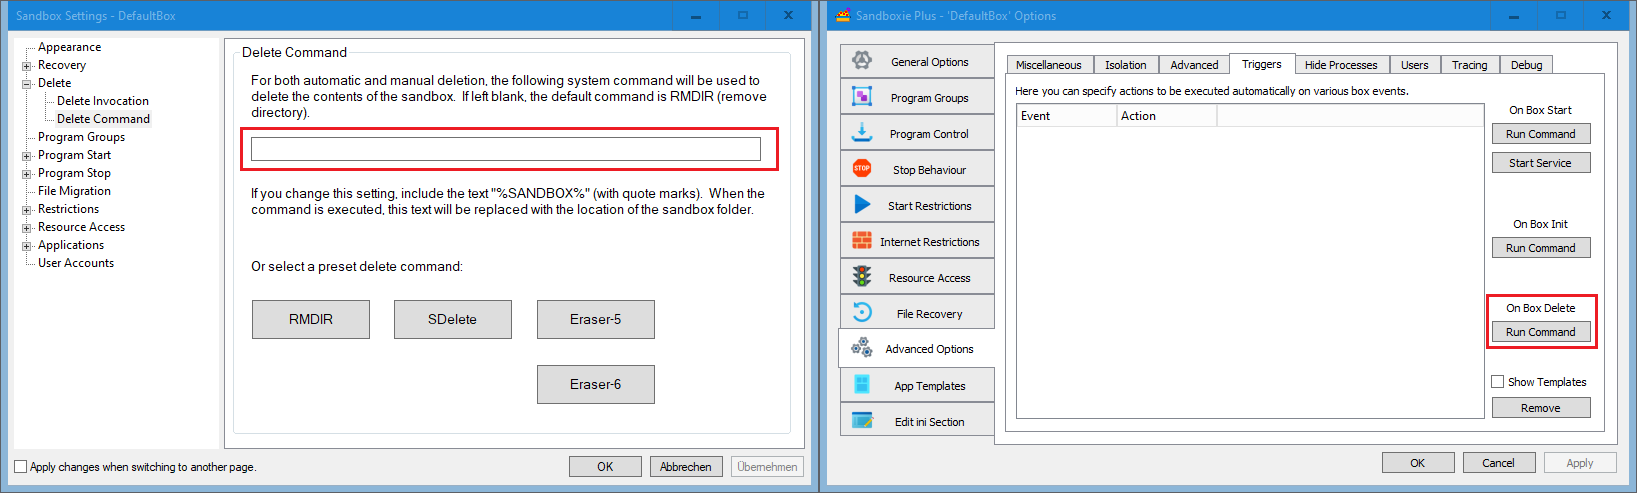 Sandbox Settings - DefaultBox
Appearance
Recovery
Delete
Delete Invocation
Delete Command
Program Groups
Program Start
Program Stop
File Migration
Restrictions
Resource Access
Applications
User Accounts
Delete Command
For both automatic and manual deletion, the following system command will be used to
delete the contents of the sandbox. If left blank, the default command is RMDIR (remove
directory).
If you change this setting, include the text "%SANDBOX%" (with quote marks). When the
command is executed, this text will be replaced with the location of the sandbox folder.
Or select a preset delete command:
RMDIR
SDelete
Eraser-5
Eraser-6
Apply changes when switching to another page.
OK
Abbrechen
Übernehmen
Sandboxie Plus - 'DefaultBox' Options
General Options
Program Groups
Program Control
STOP
Stop Behaviour
Start Restrictions
Internet Restrictions
Resource Access
File Recovery
Advanced Options
App Templates
Edit ini Section
Miscellaneous
Isolation
Advanced
Triggers
Hide Processes
Users
Tracing
Debug
Here you can specify actions to be executed automatically on various box events.
Event
Action
On Box Start
Run Command
Start Service
On Box Init
Run Command
On Box Delete
Run Command
Show Templates
Remove
OK
Cancel
Apply